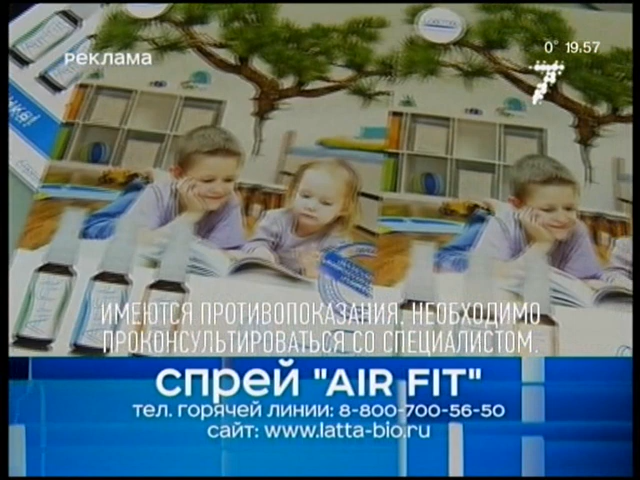 Реклама
0° 19.57
7
ИМЕЮТСЯ ПРОТИВОПОКАЗАНИЯ. НЕОБХОДИМО
ПРОКОНСУЛЬТИРОВАТЬСЯ СО СПЕЦИАЛИСТОМ.
спрей "AIR FIT"
тел. горячей линии: 8-800-700-56-50
сайт: www.latta-bio.ru